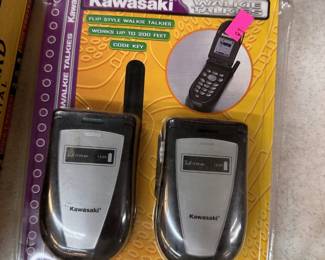 Kawasaki
WALKIE TALKIES
FLIP STYLE WALKIE TALKIES
WORKS UP TO 200 FEET
CODE KEY
WALKIE TALKIES
Kawasaki
Kawasaki